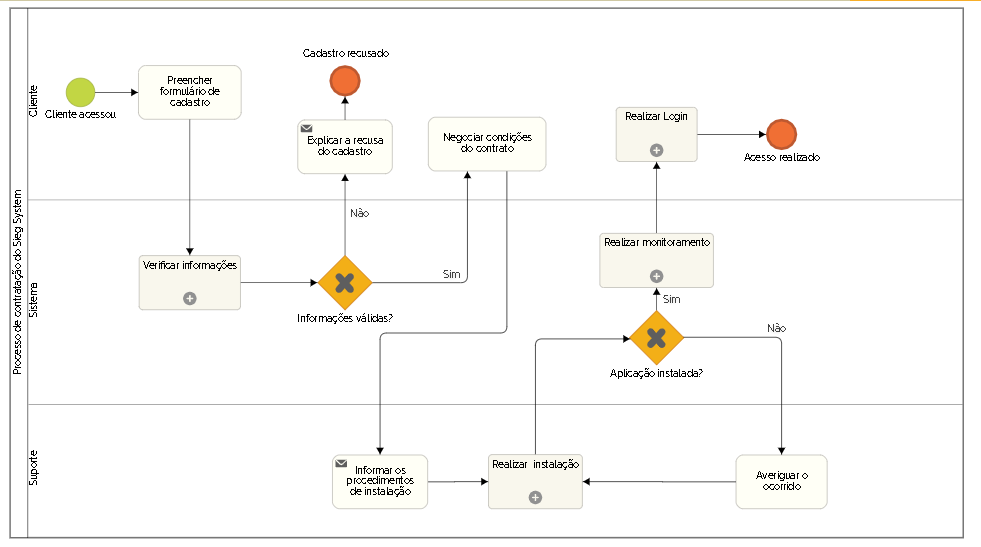 Processo de contratação do Sieg System
Cliente
Cliente acessou
Preencher
formulário de
cadastro
Cadastro recusado
Explicar a recusa
do cadastro
Negociar condições
do contrato
Realizar Login
Acesso realizado
Não
Sistema
Verificar informações
Informações válidas?
Sim
Realizar monitoramento
Sim
Não
Aplicação instalada?
Suporte
Informar os
procedimentos
de instalação
Realizar instalação
Averiguar o
ocorrido